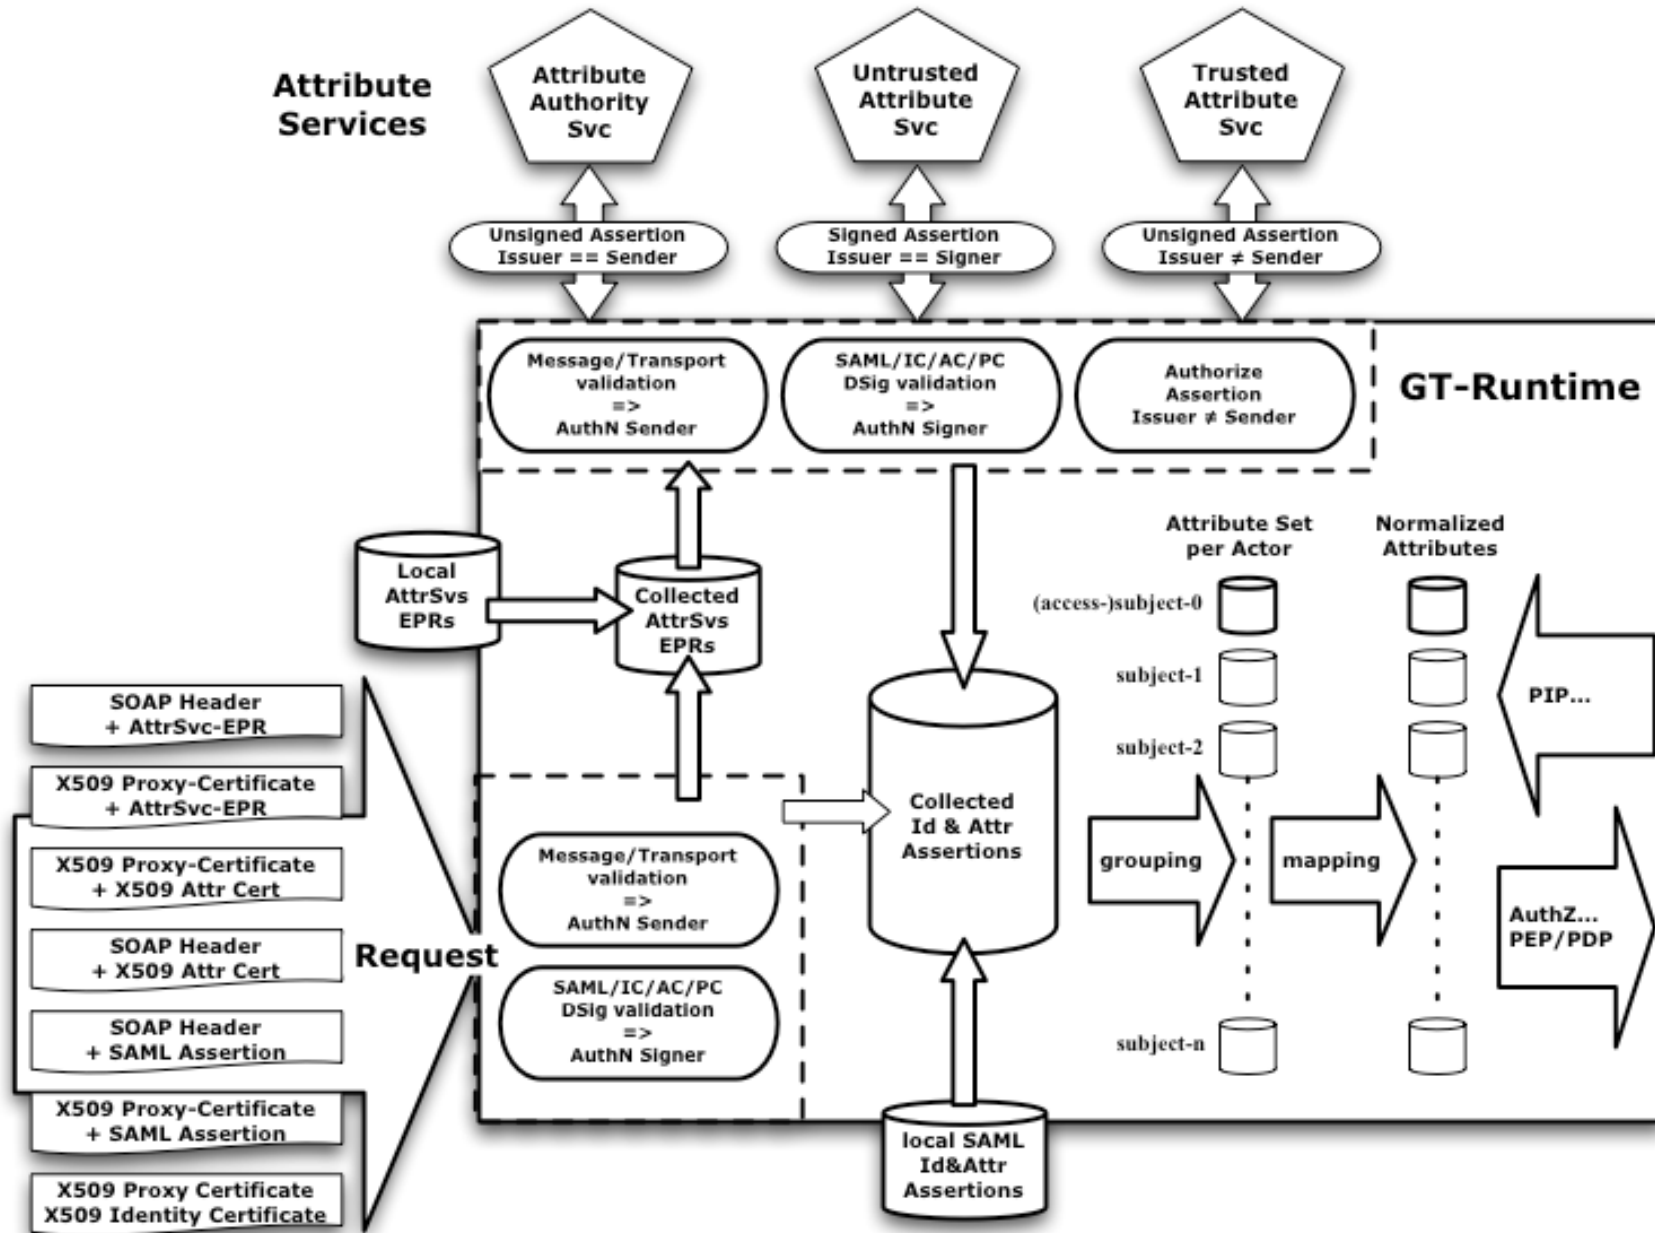 Attribute
Services
Attribute
Authority
Svc
Untrusted
Attribute
Svc
Trusted
Attribute
Svc
Unsigned Assertion
Issuer == Sender
Signed Assertion
Issuer == Signer
Unsigned Assertion
Issuer ≠ Sender
Message/Transport
validation
=>
AuthN Sender
SAML/IC/AC/PC
DSig validation
=>
AuthN Signer
Authorize
Assertion
Issuer ≠ Sender
GT-Runtime
Local
AttrSvs
EPRs
Collected
AttrSvs
EPRs
Attribute Set
per Actor
Normalized
Attributes
(access-)subject-0
subject-1
subject-2
subject-n
PIP...
SOAP Header
+ AttrSvc-EPR
X509 Proxy-Certificate
+ AttrSvc-EPR
X509 Proxy-Certificate
+ X509 Attr Cert
SOAP Header
+ X509 Attr Cert
SOAP Header
+ SAML Assertion
X509 Proxy-Certificate
+ SAML Assertion
X509 Proxy Certificate
X509 Identity Certificate
Request
Message/Transport
validation
=>
AuthN Sender
SAML/IC/AC/PC
DSig validation
=>
AuthN Signer
Collected
Id & Attr
Assertions
grouping
mapping
AuthZ...
PEP/PDP
local SAML
Id&Attr
Assertions